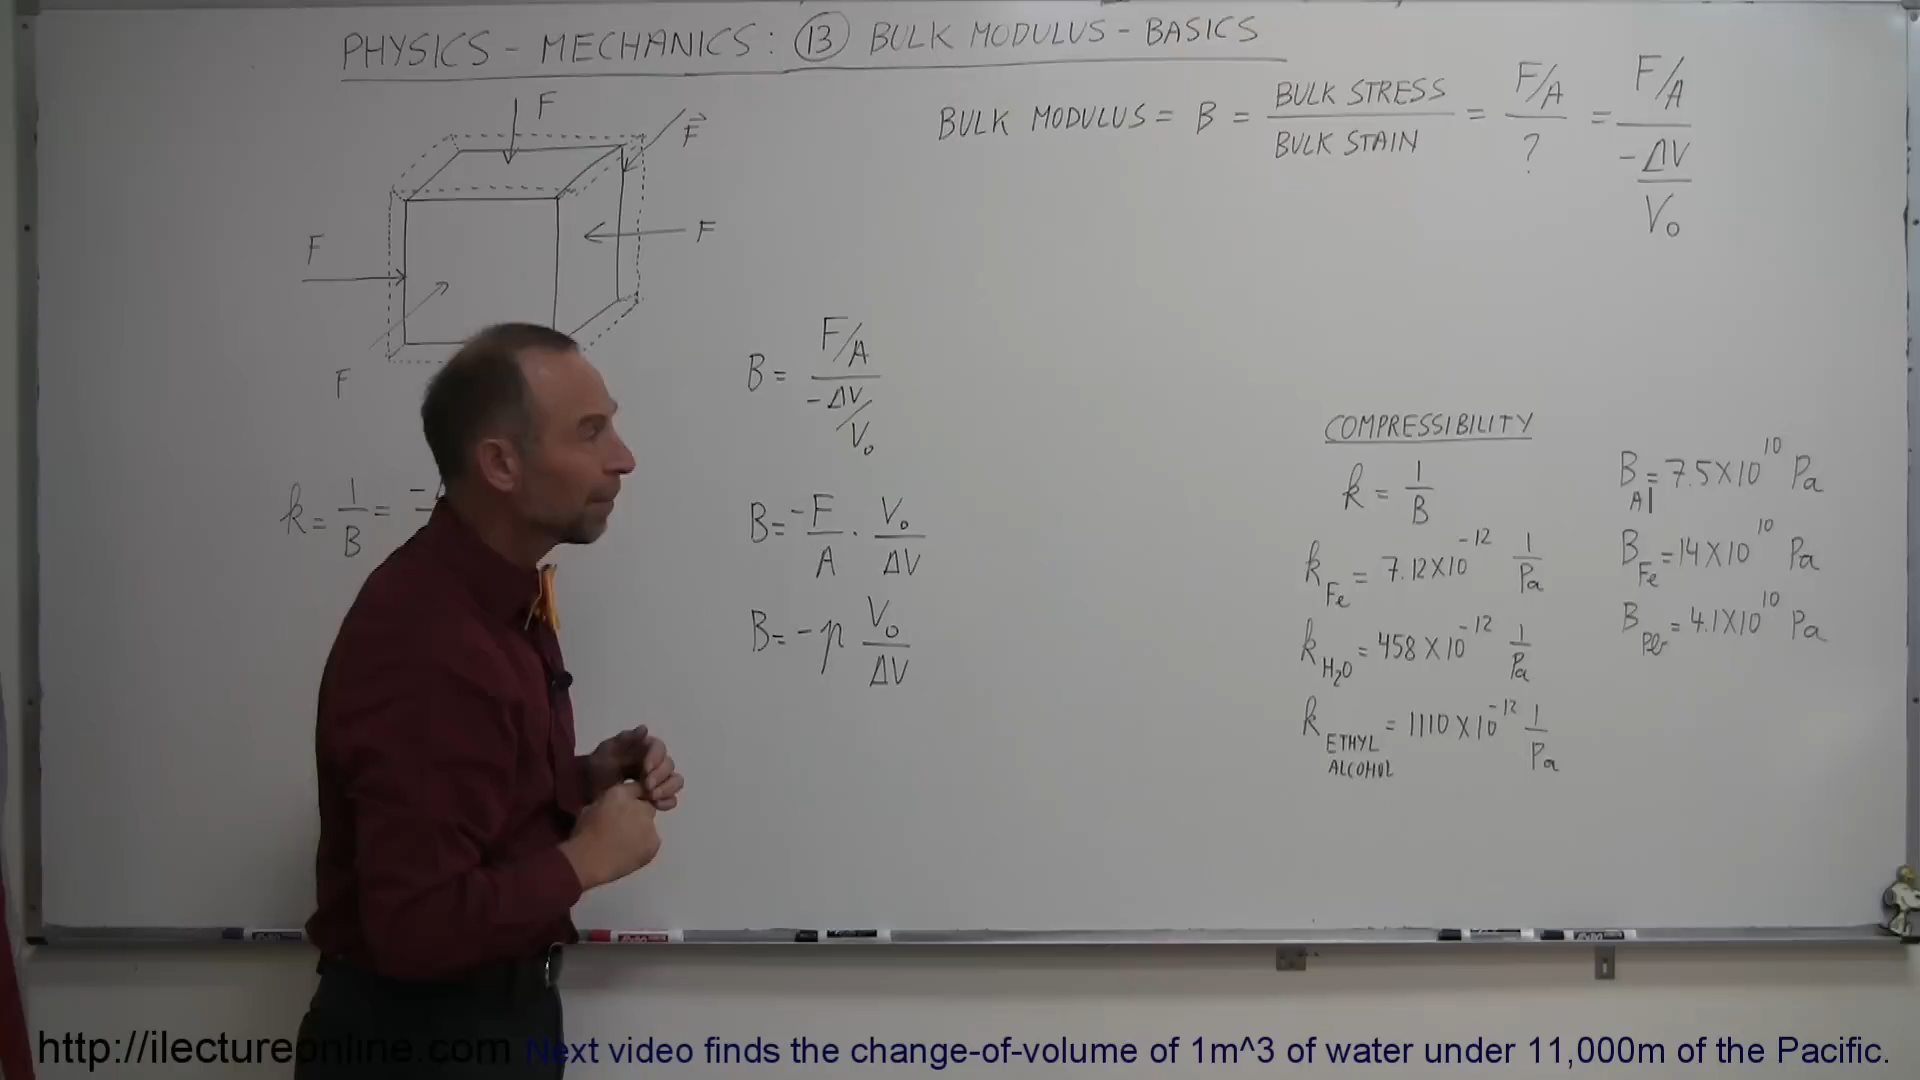 PHYSICS - MECHANICS: 13 BULK MODULUS - BASICS
BULK MODULUS = B = BULK STRESS / BULK STAIN = F/A / ? = F/A / -ΔV/V₀
F
F⃗
F
F
F
B = F/A / -ΔV/V₀
k = 1/B = -
B = -F/A · V₀/ΔV
B = -p V₀/ΔV
COMPRESSIBILITY
k = 1/B
k Fe = 7.12 X 10^-12 1/Pa
k H₂O = 458 X 10^-12 1/Pa
k ETHYL ALCOHOL = 1110 X 10^-12 1/Pa
B Al = 7.5 X 10^10 Pa
B Fe = 14 X 10^10 Pa
B Pb = 4.1 X 10^10 Pa
http://ilectureonline.com Next video finds the change-of-volume of 1m^3 of water under 11,000m of the Pacific.